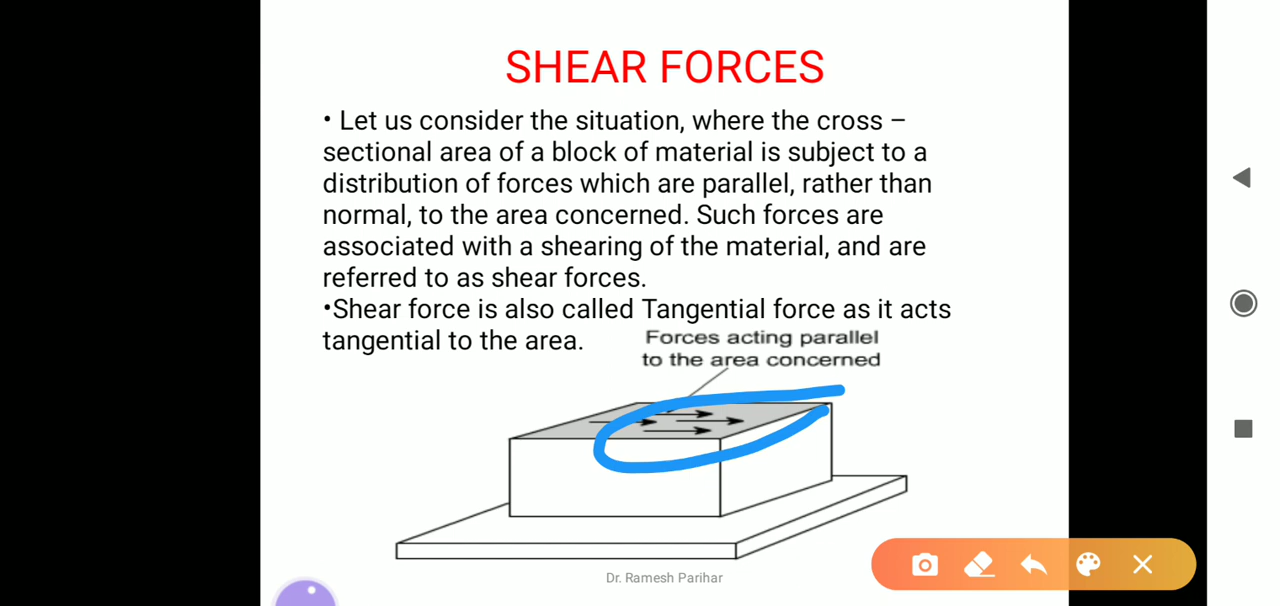 SHEAR FORCES
• Let us consider the situation, where the cross –
sectional area of a block of material is subject to a
distribution of forces which are parallel, rather than
normal, to the area concerned. Such forces are
associated with a shearing of the material, and are
referred to as shear forces.
•Shear force is also called Tangential force as it acts
tangential to the area.
Forces acting parallel
to the area concerned
Dr. Ramesh Parihar